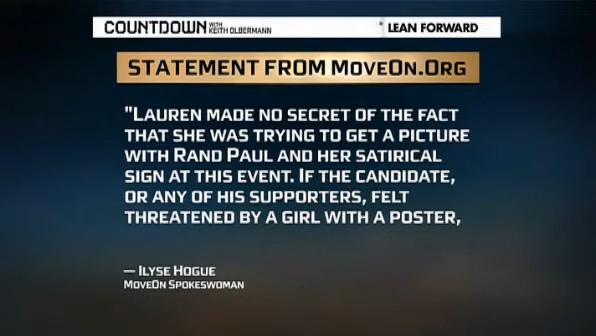 COUNTDOWN WITH KEITH OLBERMANN LEAN FORWARD
STATEMENT FROM MOVEON.ORG
"LAUREN MADE NO SECRET OF THE FACT
THAT SHE WAS TRYING TO GET A PICTURE
WITH RAND PAUL AND HER SATIRICAL
SIGN AT THIS EVENT. IF THE CANDIDATE,
OR ANY OF HIS SUPPORTERS, FELT
THREATENED BY A GIRL WITH A POSTER,
— ILYSE HOGUE
MOVEON SPOKESWOMAN